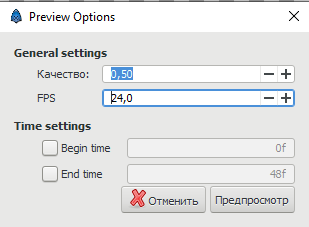 Preview Options
General settings
Качество: 0,50
FPS 24,0
Time settings
Begin time 0f
End time 48f
Отменить Предпросмотр